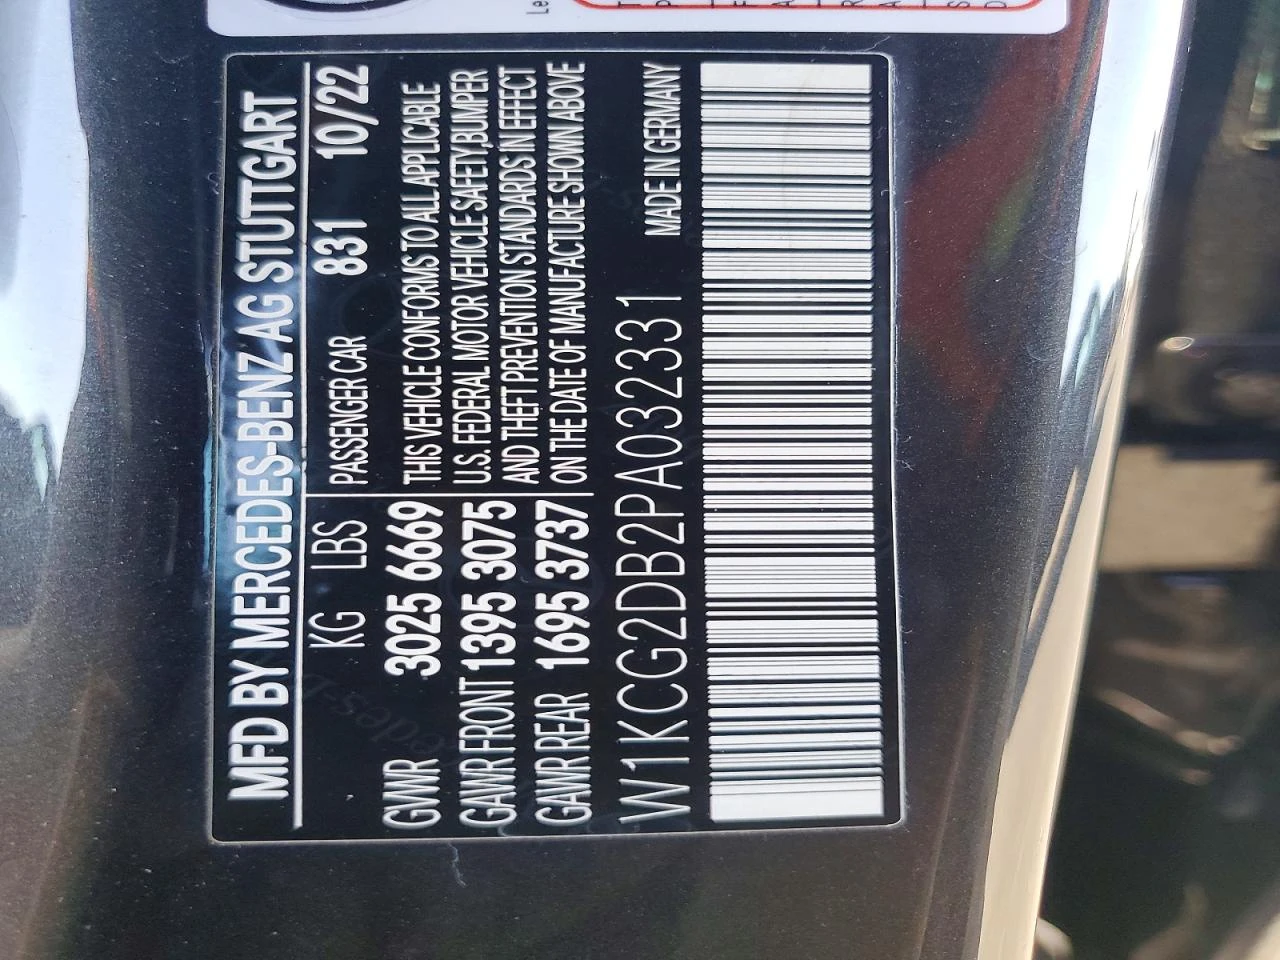 MFD BY MERCEDES-BENZ AG STUTTGART
KG LBS PASSENGER CAR 831 10/22
GVWR 3025 6669 THIS VEHICLE CONFORMS TO ALL APPLICABLE
GAWR FRONT 1395 3075 U.S. FEDERAL MOTOR VEHICLE SAFETY,BUMPER
AND THEFT PREVENTION STANDARDS IN EFFECT
GAWR REAR 1695 3737 ON THE DATE OF MANUFACTURE SHOWN ABOVE
W1KCG2DB2PA032331 MADE IN GERMANY